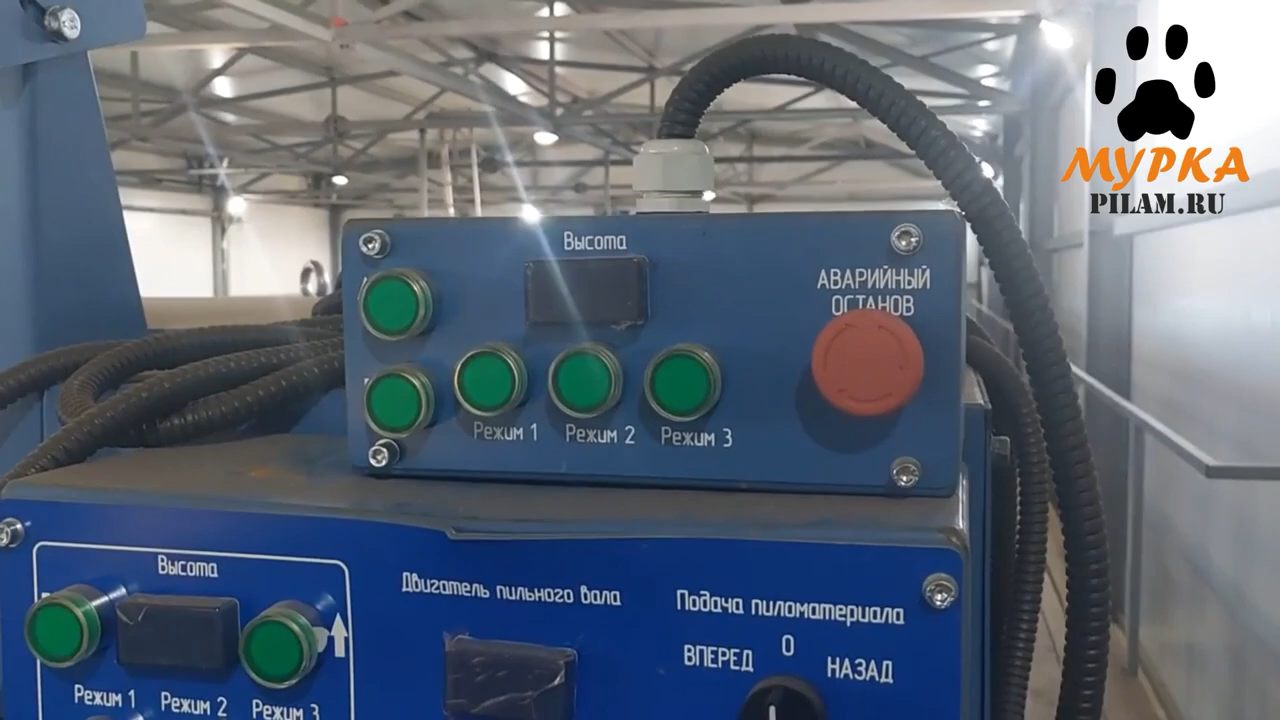 МУРКА
PILAM.RU
Высота
АВАРИЙНЫЙ
ОСТАНОВ
Режим 1 Режим 2 Режим 3
Высота
Режим 1 Режим 2 Режим 3
Двигатель пильного вала
Подача пиломатериала
ВПЕРЕД 0 НАЗАД